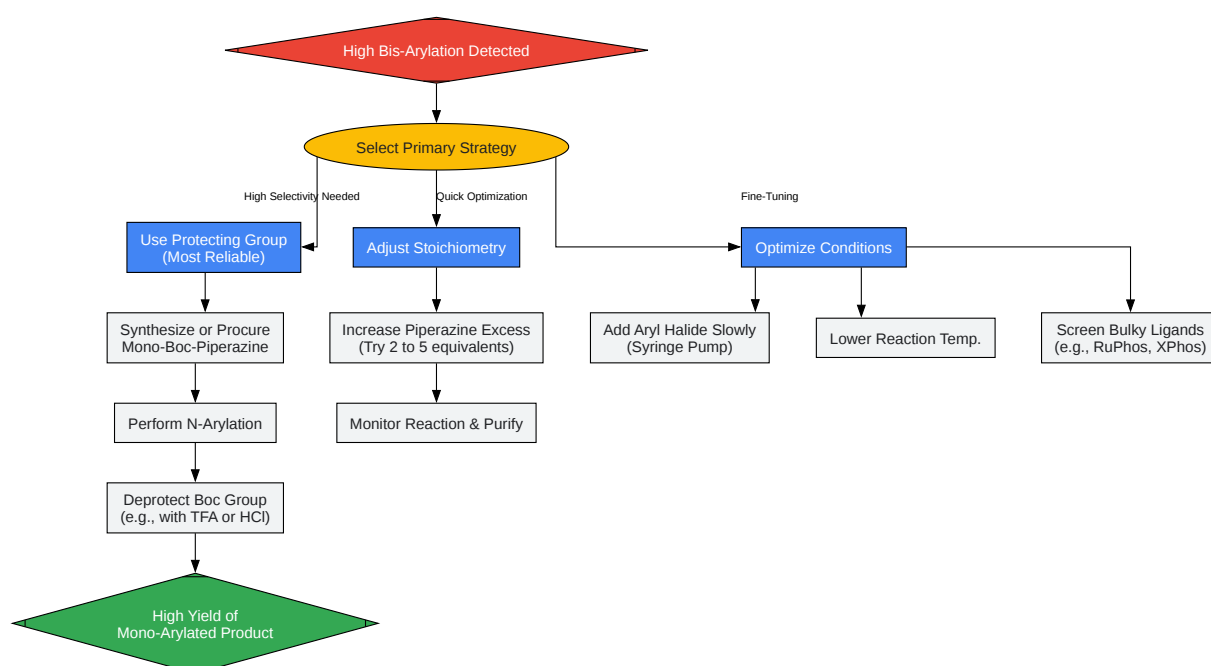 High Bis-Arylation Detected
Select Primary Strategy
High Selectivity Needed
Quick Optimization
Fine-Tuning
Use Protecting Group
(Most Reliable)
Adjust Stoichiometry
Optimize Conditions
Synthesize or Procure
Mono-Boc-Piperazine
Increase Piperazine Excess
(Try 2 to 5 equivalents)
Add Aryl Halide Slowly
(Syringe Pump)
Lower Reaction Temp.
Screen Bulky Ligands
(e.g., RuPhos, XPhos)
Perform N-Arylation
Monitor Reaction & Purify
Deprotect Boc Group
(e.g., with TFA or HCl)
High Yield of
Mono-Arylated Product